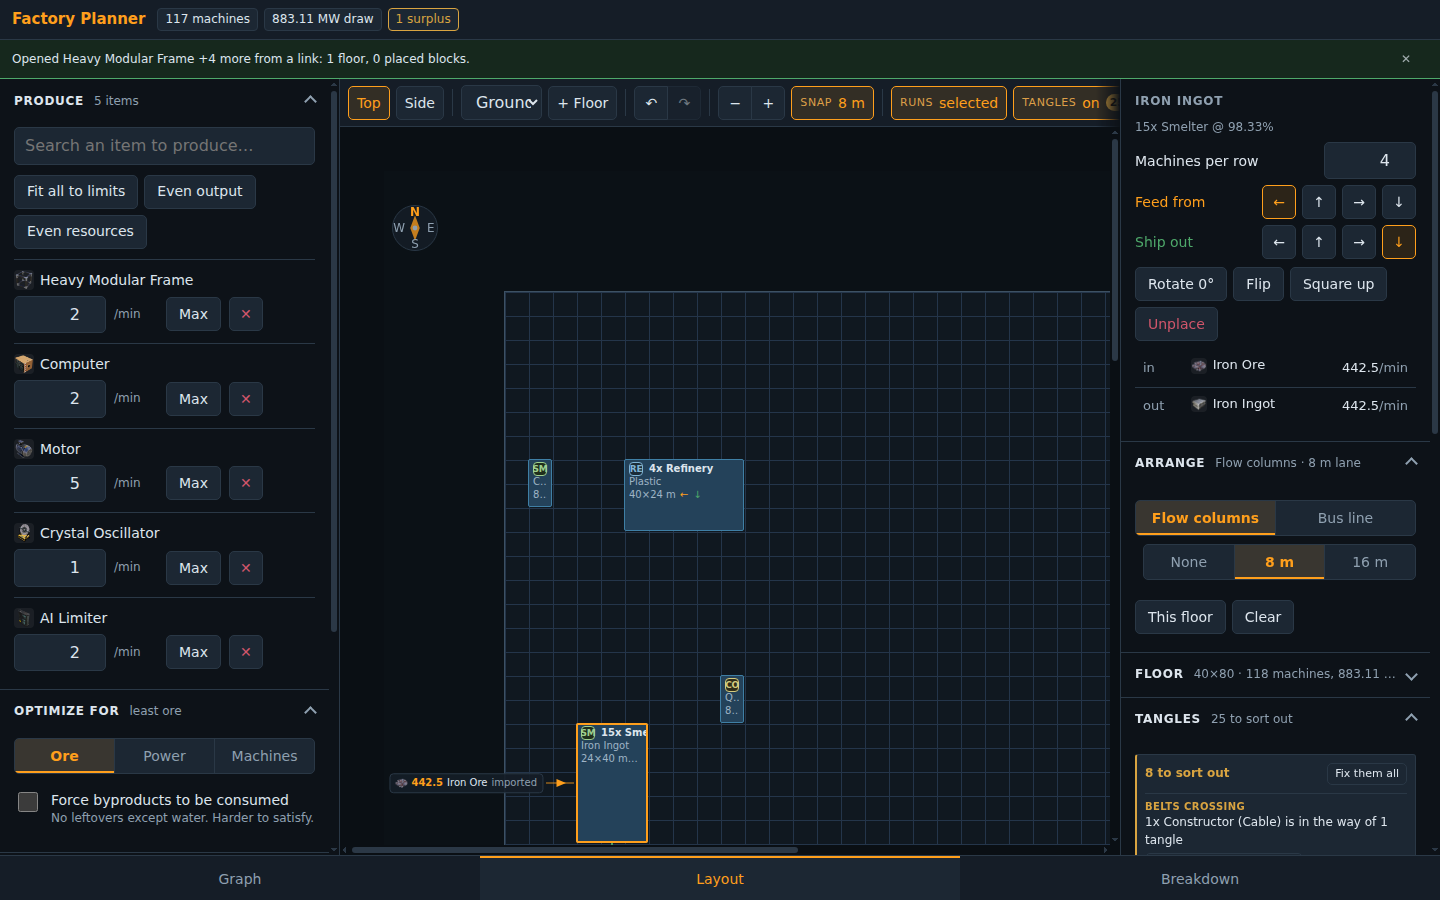 Factory Planner
117 machines
883.11 MW draw
1 surplus
Opened Heavy Modular Frame +4 more from a link: 1 floor, 0 placed blocks.
×
PRODUCE 5 items
Search an item to produce…
Fit all to limits
Even output
Even resources
Heavy Modular Frame
2 /min Max ✕
Computer
2 /min Max ✕
Motor
5 /min Max ✕
Crystal Oscillator
1 /min Max ✕
AI Limiter
2 /min Max ✕
OPTIMIZE FOR least ore
Ore Power Machines
Force byproducts to be consumed
No leftovers except water. Harder to satisfy.
Top Side
+ Floor
↶ ↷
− +
SNAP 8 m
RUNS selected
TANGLES on
N
W E
S
SM
C..
8..
RE 4x Refinery
Plastic
40×24 m ← ↓
CO
Q..
8..
SM 15x Sme
Iron Ingot
24×40 m…
442.5 Iron Ore imported
IRON INGOT
15x Smelter @ 98.33%
Machines per row 4
Feed from ← ↑ → ↓
Ship out ← ↑ → ↓
Rotate 0° Flip Square up
Unplace
in Iron Ore 442.5/min
out Iron Ingot 442.5/min
ARRANGE Flow columns · 8 m lane
Flow columns Bus line
None 8 m 16 m
This floor Clear
FLOOR 40×80 · 118 machines, 883.11 …
TANGLES 25 to sort out
8 to sort out Fix them all
BELTS CROSSING
1x Constructor (Cable) is in the way of 1
tangle
Graph Layout Breakdown